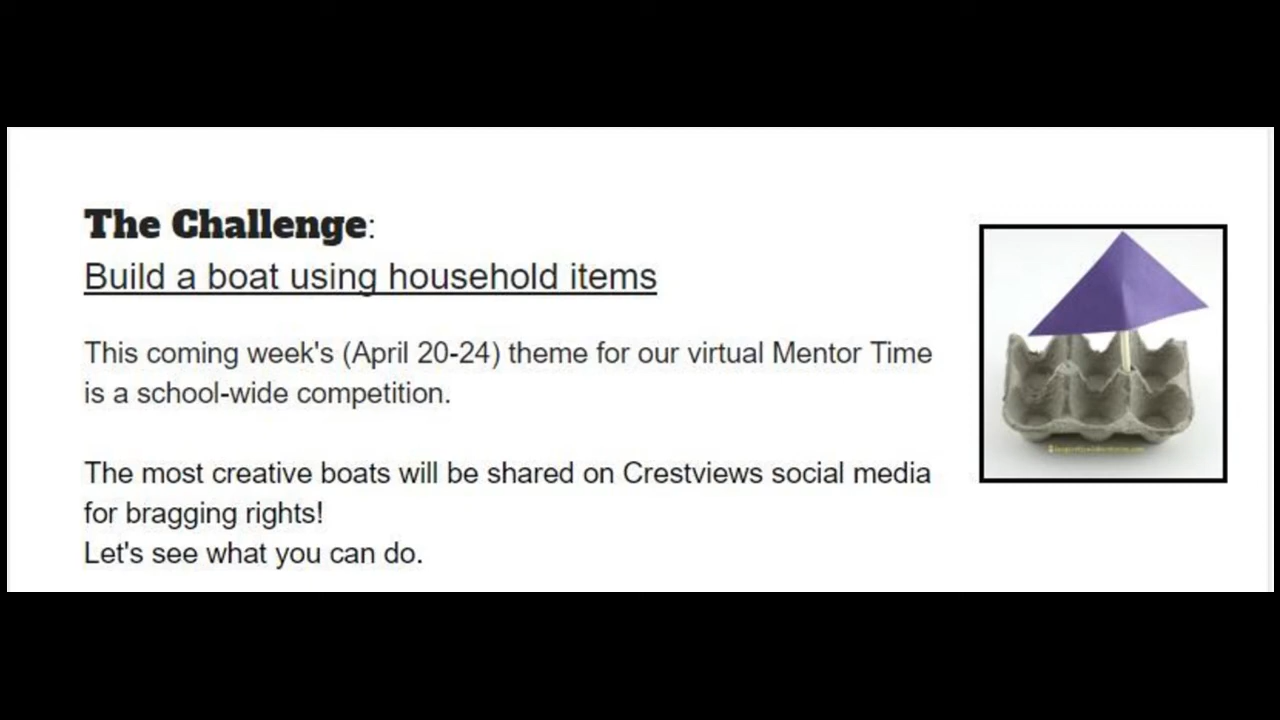 The Challenge:
Build a boat using household items
This coming week's (April 20-24) theme for our virtual Mentor Time
is a school-wide competition.
The most creative boats will be shared on Crestviews social media
for bragging rights!
Let's see what you can do.